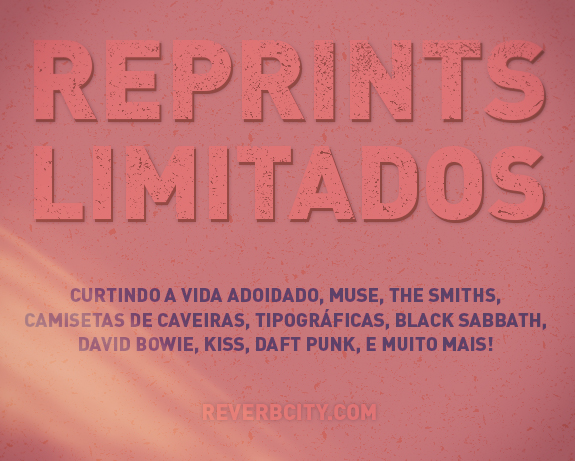 REPRINTS
LIMITADOS
CURTINDO A VIDA ADOIDADO, MUSE, THE SMITHS,
CAMISETAS DE CAVEIRAS, TIPOGRÁFICAS, BLACK SABBATH,
DAVID BOWIE, KISS, DAFT PUNK, E MUITO MAIS!
REVERBCITY.COM